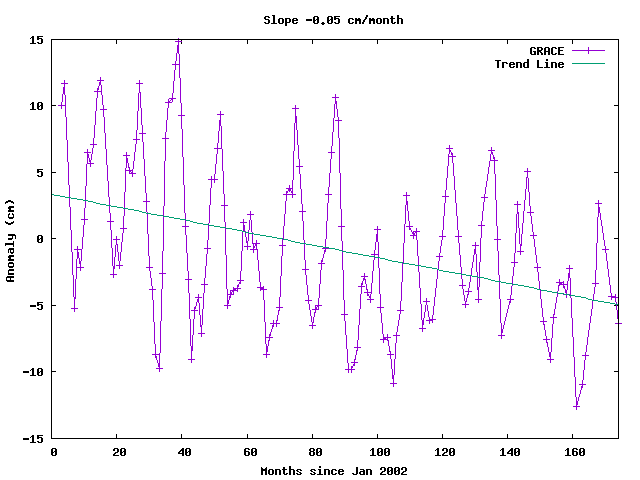 Slope -0.05 cm/month
GRACE
Trend Line
15
10
5
0
-5
-10
-15
Anomaly (cm)
0 20 40 60 80 100 120 140 160
Months since Jan 2002